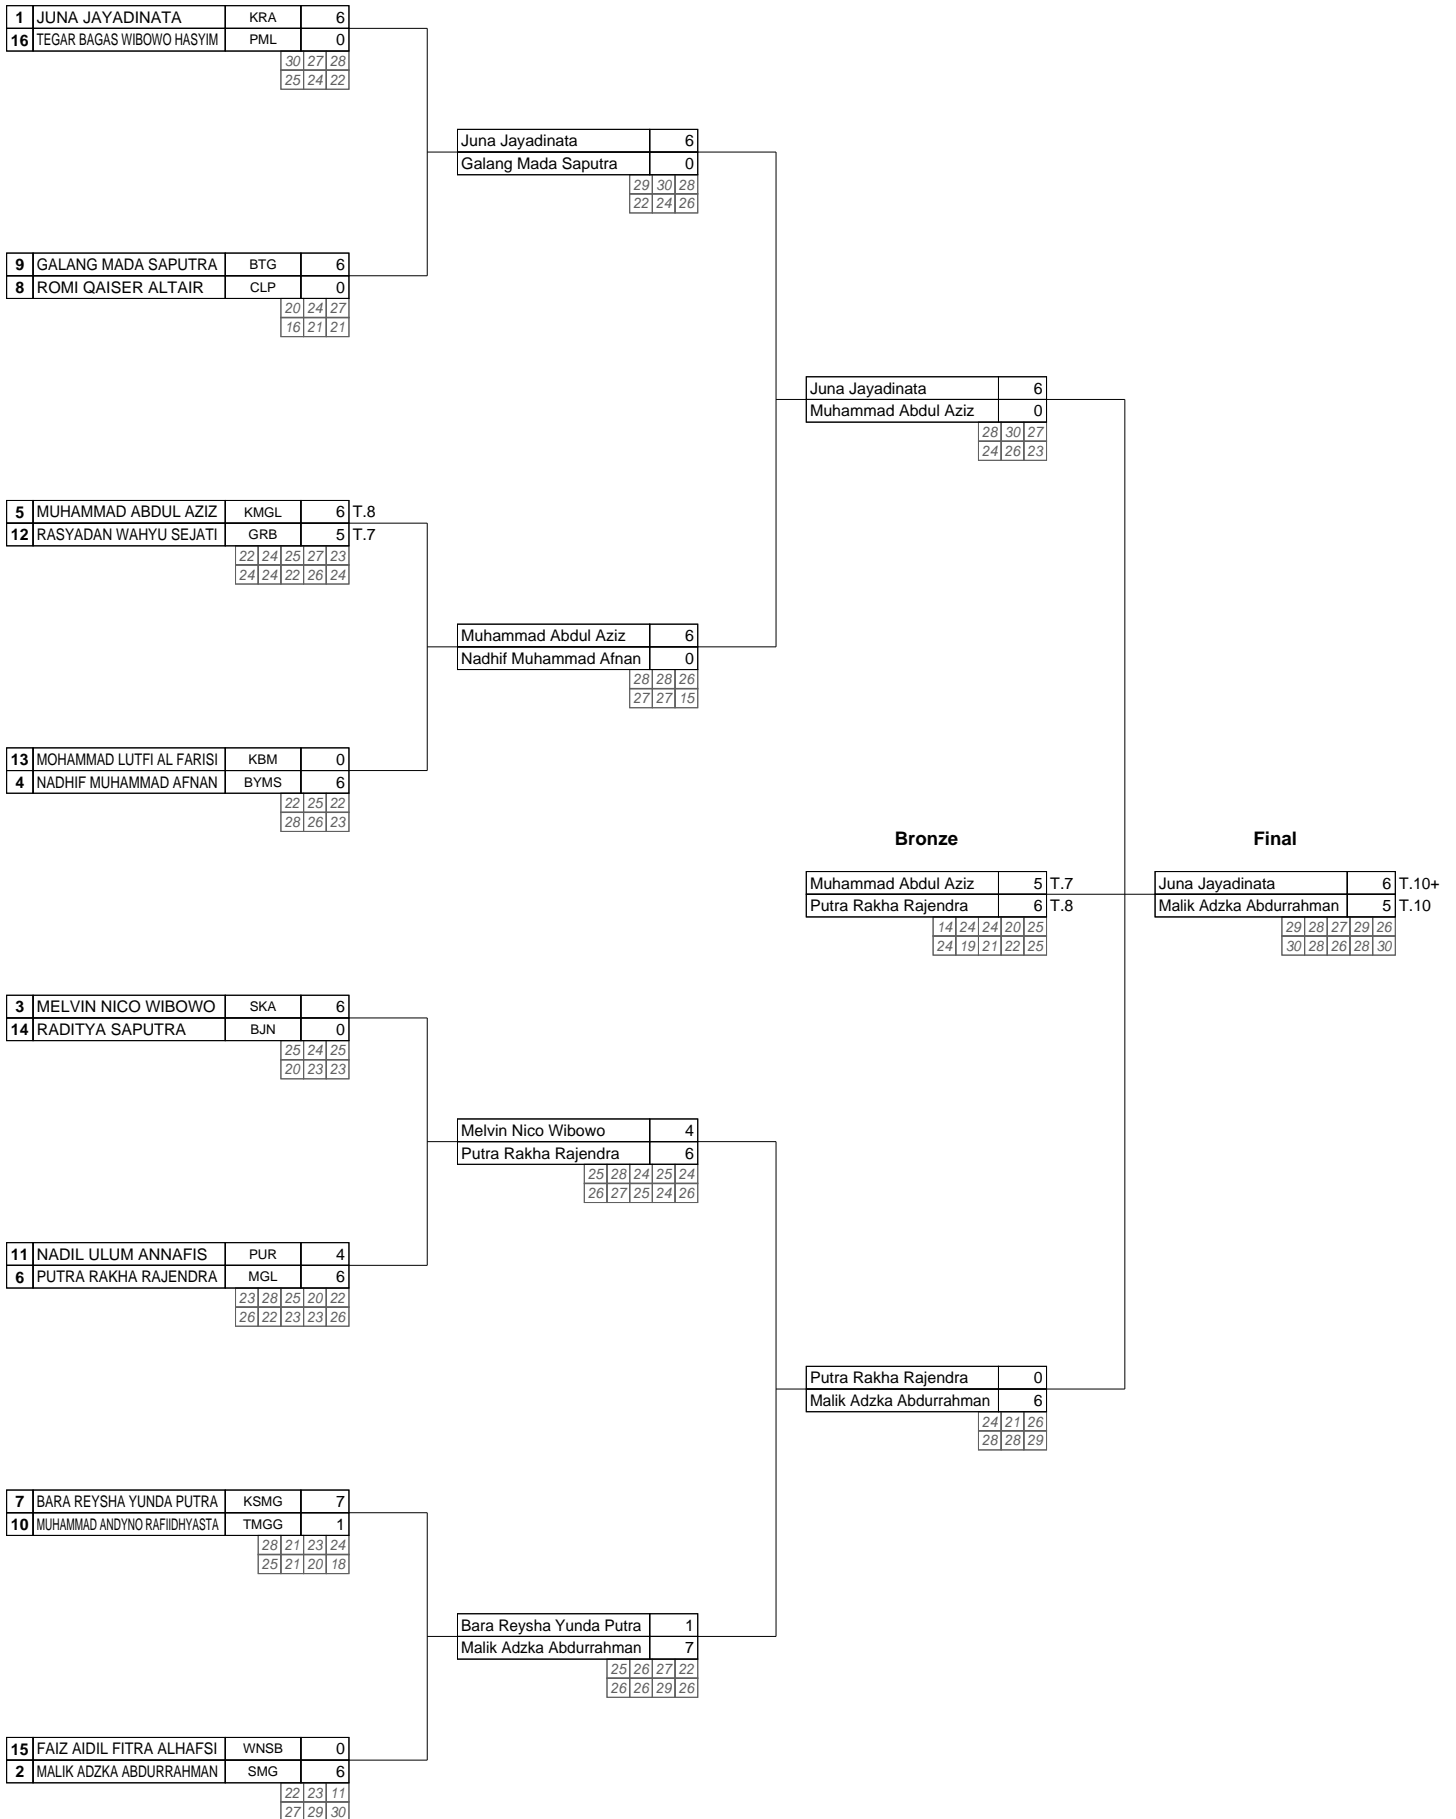 1 JUNA JAYADINATA KRA 6
16 TEGAR BAGAS WIBOWO HASYIM PML 0
30 27 28
25 24 22
Juna Jayadinata 6
Galang Mada Saputra 0
29 30 28
22 24 26
9 GALANG MADA SAPUTRA BTG 6
8 ROMI QAISER ALTAIR CLP 0
20 24 27
16 21 21
Juna Jayadinata 6
Muhammad Abdul Aziz 0
28 30 27
24 26 23
5 MUHAMMAD ABDUL AZIZ KMGL 6 T.8
12 RASYADAN WAHYU SEJATI GRB 5 T.7
22 24 25 27 23
24 24 22 26 24
Muhammad Abdul Aziz 6
Nadhif Muhammad Afnan 0
28 28 26
27 27 15
13 MOHAMMAD LUTFI AL FARISI KBM 0
4 NADHIF MUHAMMAD AFNAN BYMS 6
22 25 22
28 26 23
Bronze
Muhammad Abdul Aziz 5 T.7
Putra Rakha Rajendra 6 T.8
14 24 24 20 25
24 19 21 22 25
Final
Juna Jayadinata 6 T.10+
Malik Adzka Abdurrahman 5 T.10
29 28 27 29 26
30 28 26 28 30
3 MELVIN NICO WIBOWO SKA 6
14 RADITYA SAPUTRA BJN 0
25 24 25
20 23 23
Melvin Nico Wibowo 4
Putra Rakha Rajendra 6
25 28 24 25 24
26 27 25 24 26
11 NADIL ULUM ANNAFIS PUR 4
6 PUTRA RAKHA RAJENDRA MGL 6
23 28 25 20 22
26 22 23 23 26
Putra Rakha Rajendra 0
Malik Adzka Abdurrahman 6
24 21 26
28 28 29
7 BARA REYSHA YUNDA PUTRA KSMG 7
10 MUHAMMAD ANDYNO RAFIIDHYASTA TMGG 1
28 21 23 24
25 21 20 18
Bara Reysha Yunda Putra 1
Malik Adzka Abdurrahman 7
25 26 27 22
26 26 29 26
15 FAIZ AIDIL FITRA ALHAFSI WNSB 0
2 MALIK ADZKA ABDURRAHMAN SMG 6
22 23 11
27 29 30